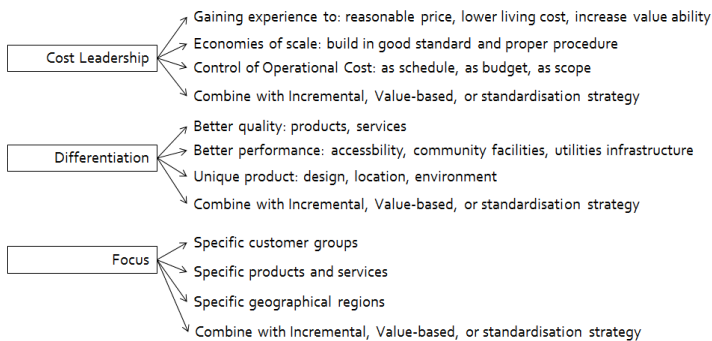 Cost Leadership
Gaining experience to: reasonable price, lower living cost, increase value ability
Economies of scale: build in good standard and proper procedure
Control of Operational Cost: as schedule, as budget, as scope
Combine with Incremental, Value-based, or standardisation strategy
Differentiation
Better quality: products, services
Better performance: accessbility, community facilities, utilities infrastructure
Unique product: design, location, environment
Combine with Incremental, Value-based, or standardisation strategy
Focus
Specific customer groups
Specific products and services
Specific geographical regions
Combine with Incremental, Value-based, or standardisation strategy